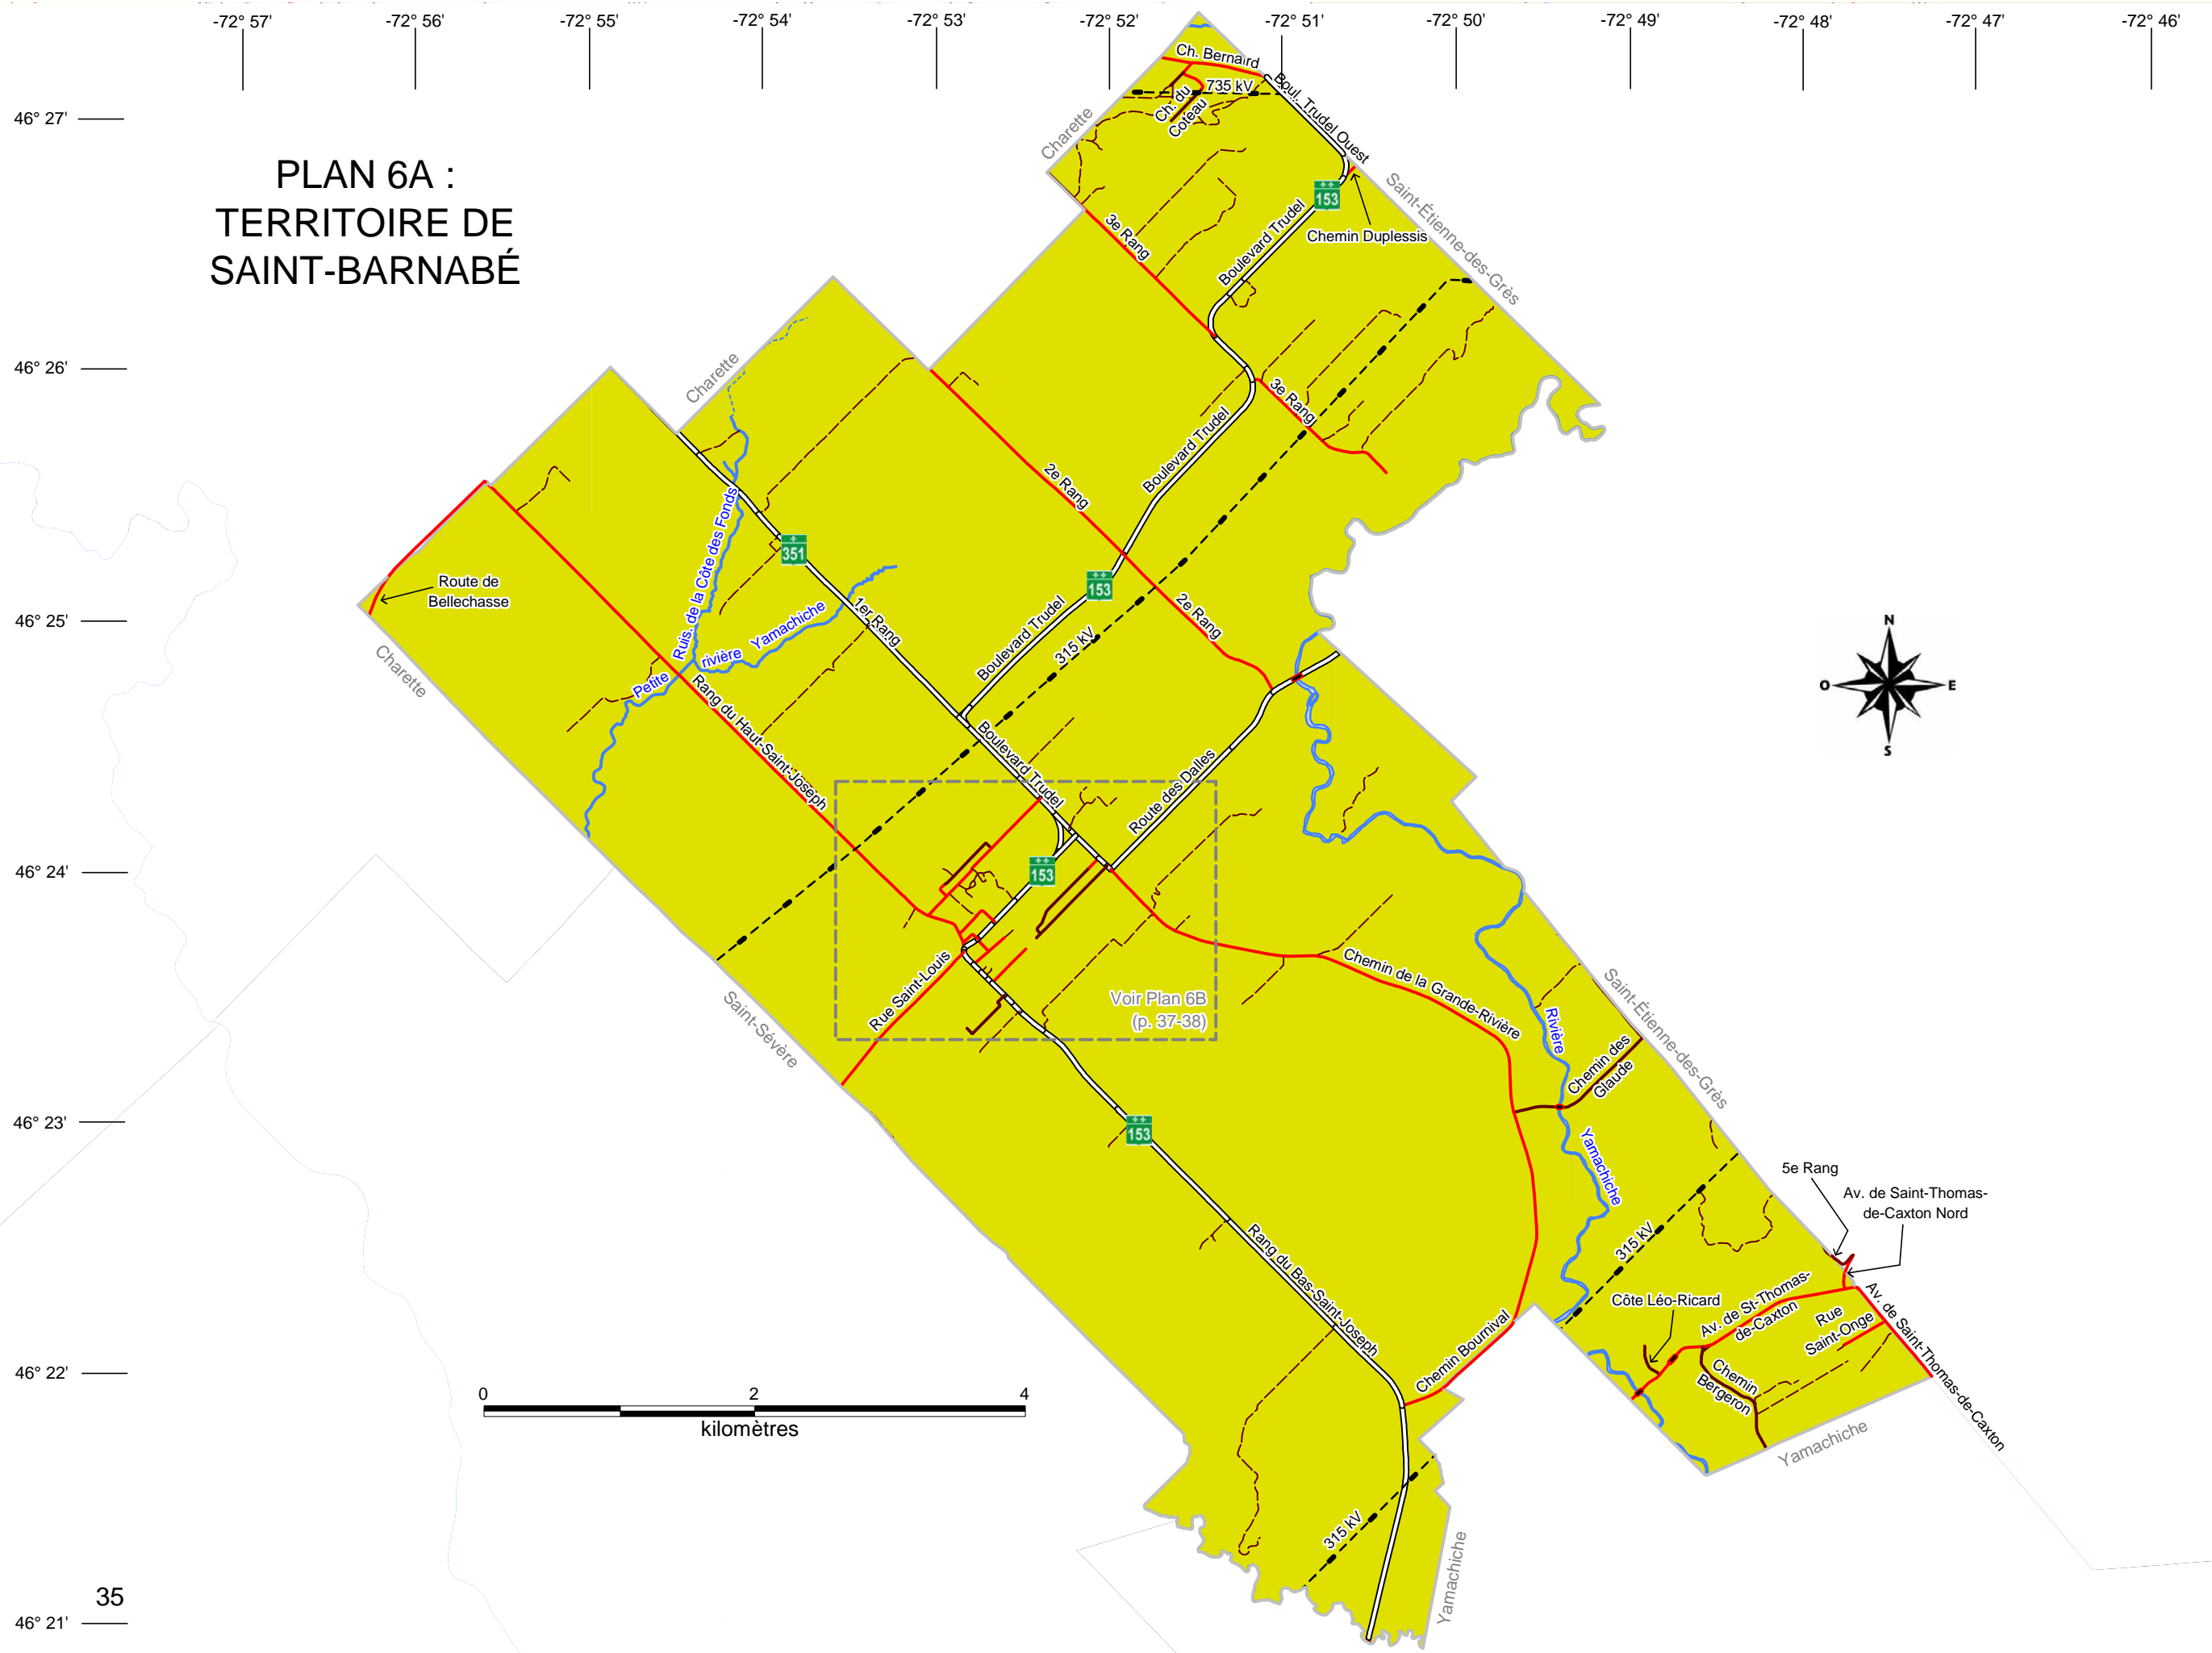 -72° 57'
-72° 56'
-72° 55'
-72° 54'
-72° 53'
-72° 52'
-72° 51'
-72° 50'
-72° 49'
-72° 48'
-72° 47'
-72° 46'
46° 27'
46° 26'
46° 25'
46° 24'
46° 23'
46° 22'
46° 21'
PLAN 6A :
TERRITOIRE DE
SAINT-BARNABÉ
Ch. Bernard
735 kV
Ch. du
Coteau
Boul. Trudel Ouest
Charette
153
Saint-Étienne-des-Grès
Chemin Duplessis
3e Rang
Boulevard Trudel
Charette
3e Rang
Boulevard Trudel
2e Rang
351
Ruis. de la Côte des Fonds
153
Route de
Bellechasse
1er Rang
2e Rang
Boulevard Trudel
315 kV
Petite
rivière
Yamachiche
Charette
Rang du Haut-Saint-Joseph
Boulevard Trudel
Route des Dalles
N
O
E
S
153
Voir Plan 6B
(p. 37-38)
Rue Saint-Louis
Saint-Sévère
Chemin de la Grande-Rivière
Rivière
Yamachiche
Saint-Étienne-des-Grès
Chemin des
Glaude
153
5e Rang
Av. de Saint-Thomas-
de-Caxton Nord
315 kV
Rang du Bas-Saint-Joseph
Côte Léo-Ricard
Av. de St-Thomas-
de-Caxton
Rue
Saint-Onge
Av. de Saint-Thomas-de-Caxton
Chemin Bournival
Chemin
Bergeron
Yamachiche
0
2
4
kilomètres
315 kV
Yamachiche
35